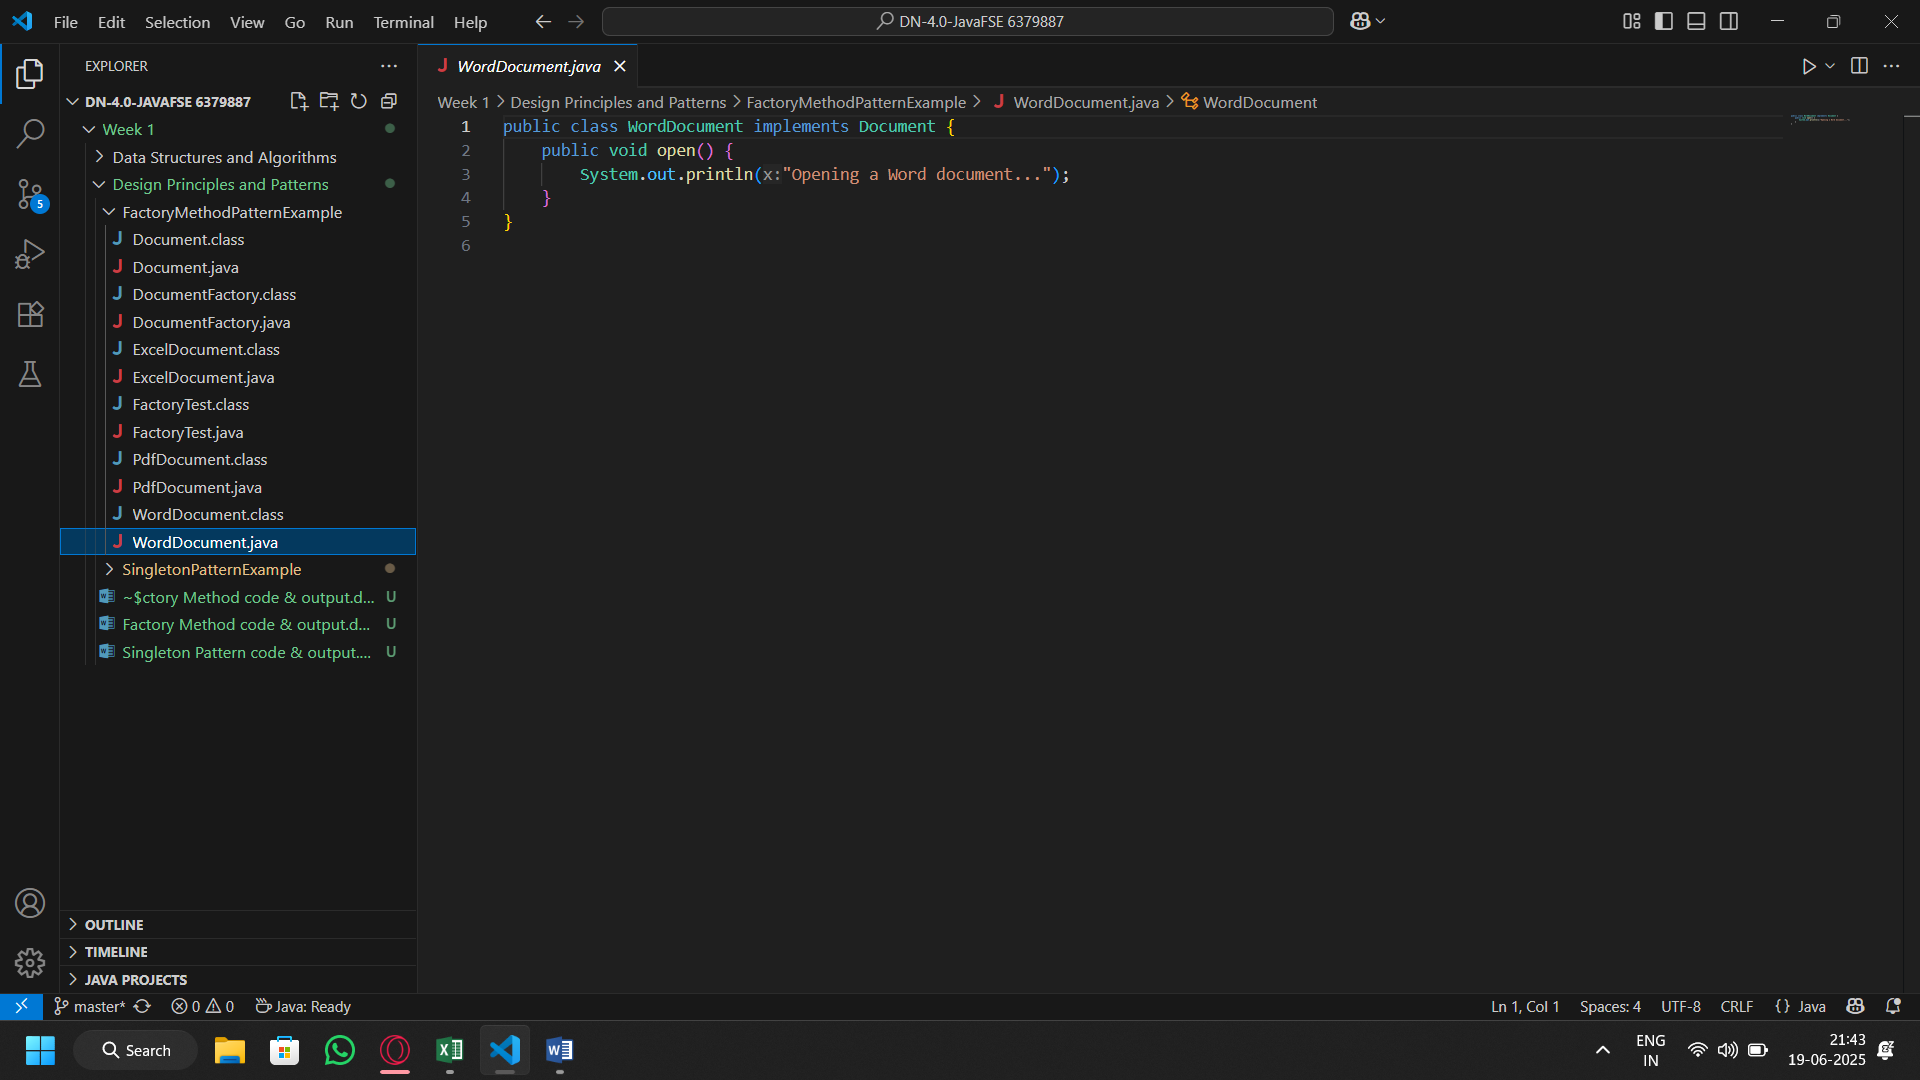 File Edit Selection View Go Run Terminal Help
DN-4.0-JavaFSE 6379887
EXPLORER
DN-4.0-JAVAFSE 6379887
Week 1
Data Structures and Algorithms
Design Principles and Patterns
FactoryMethodPatternExample
Document.class
Document.java
DocumentFactory.class
DocumentFactory.java
ExcelDocument.class
ExcelDocument.java
FactoryTest.class
FactoryTest.java
PdfDocument.class
PdfDocument.java
WordDocument.class
WordDocument.java
SingletonPatternExample
~$ctory Method code & output.d... U
Factory Method code & output.d... U
Singleton Pattern code & output.... U
OUTLINE
TIMELINE
JAVA PROJECTS
5
WordDocument.java
Week 1 > Design Principles and Patterns > FactoryMethodPatternExample > WordDocument.java > WordDocument
1 public class WordDocument implements Document {
2 public void open() {
3 System.out.println(x:"Opening a Word document...");
4 }
5 }
6
master* 0 0 Java: Ready
Ln 1, Col 1 Spaces: 4 UTF-8 CRLF {} Java
Search
ENG
IN
21:43
19-06-2025